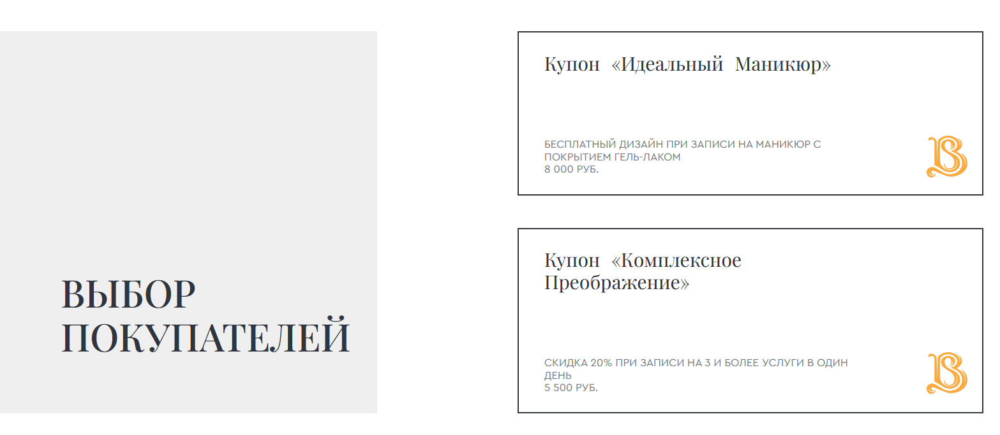 ВЫБОР
ПОКУПАТЕЛЕЙ
Купон «Идеальный Маникюр»
БЕСПЛАТНЫЙ ДИЗАЙН ПРИ ЗАПИСИ НА МАНИКЮР С
ПОКРЫТИЕМ ГЕЛЬ-ЛАКОМ
8 000 РУБ.
B
Купон «Комплексное
Преображение»
СКИДКА 20% ПРИ ЗАПИСИ НА 3 И БОЛЕЕ УСЛУГИ В ОДИН
ДЕНЬ
5 500 РУБ.
B